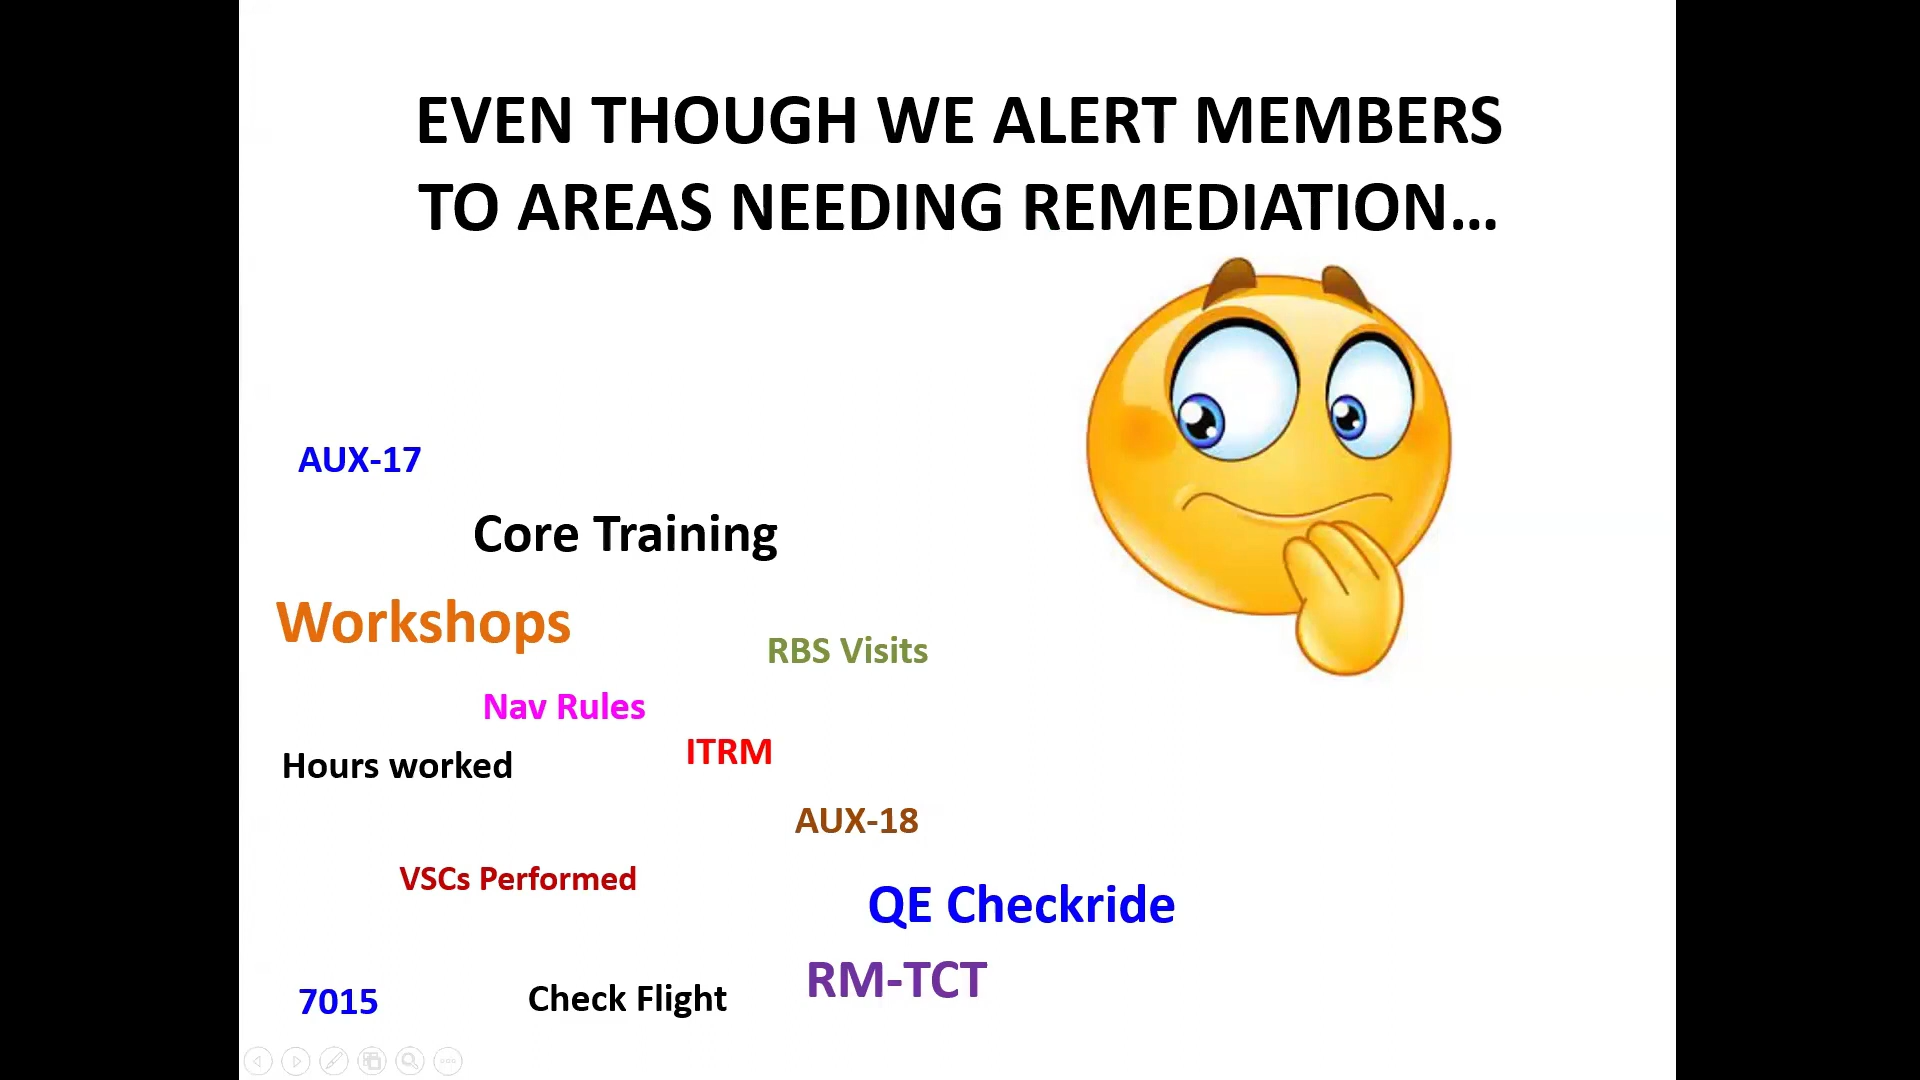 EVEN THOUGH WE ALERT MEMBERS
TO AREAS NEEDING REMEDIATION...
AUX-17
Core Training
Workshops
RBS Visits
Nav Rules
ITRM
Hours worked
AUX-18
VSCs Performed
QE Checkride
RM-TCT
7015
Check Flight